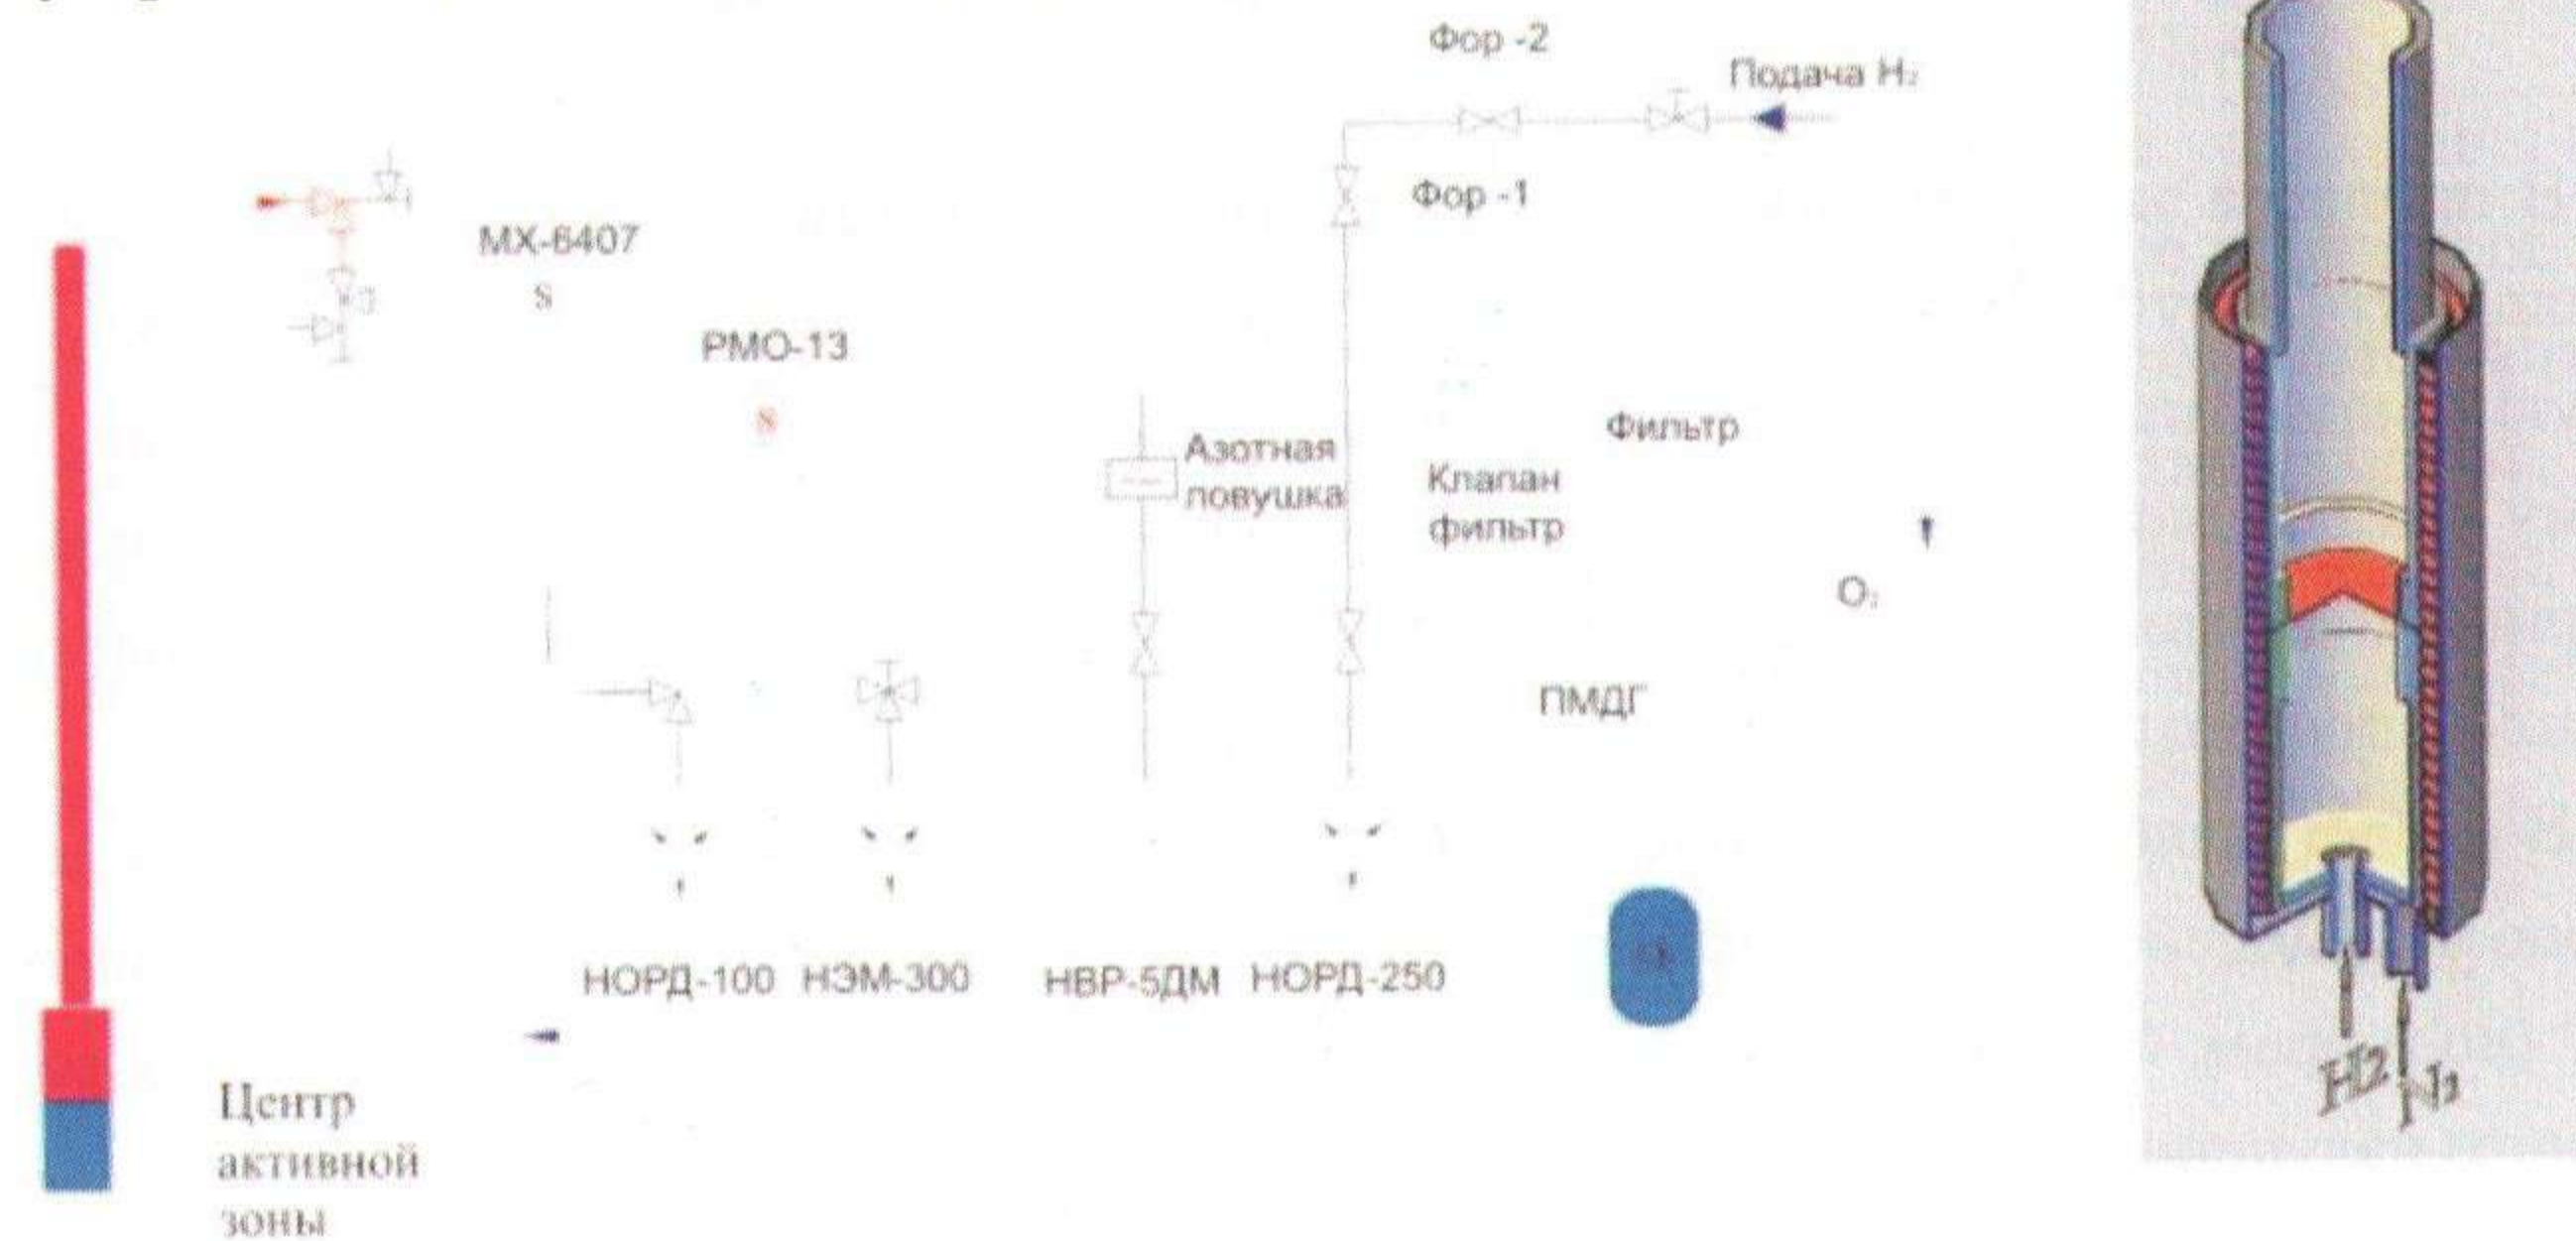 Фор -2
Подача H₂
Фор -1
МХ-6407
S
РМО-13
S
Фильтр
Азотная
ловушка
Клапан
фильтр
O₂
ПМДГ
НОРД-100
НЭМ-300
НВР-5ДМ
НОРД-250
Центр
активной
зоны
H2